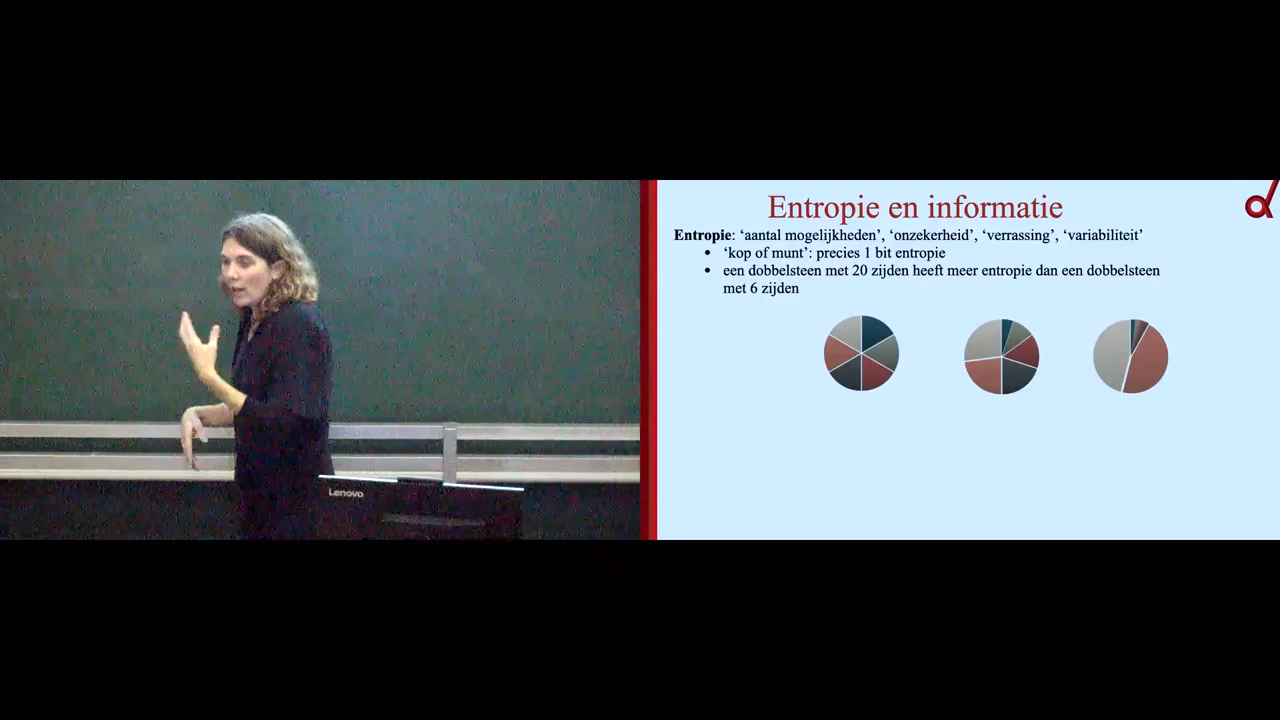 Entropie en informatie
Entropie: ‘aantal mogelijkheden’, ‘onzekerheid’, ‘verrassing’, ‘variabiliteit’
• ‘kop of munt’: precies 1 bit entropie
• een dobbelsteen met 20 zijden heeft meer entropie dan een dobbelsteen
met 6 zijden
Lenovo